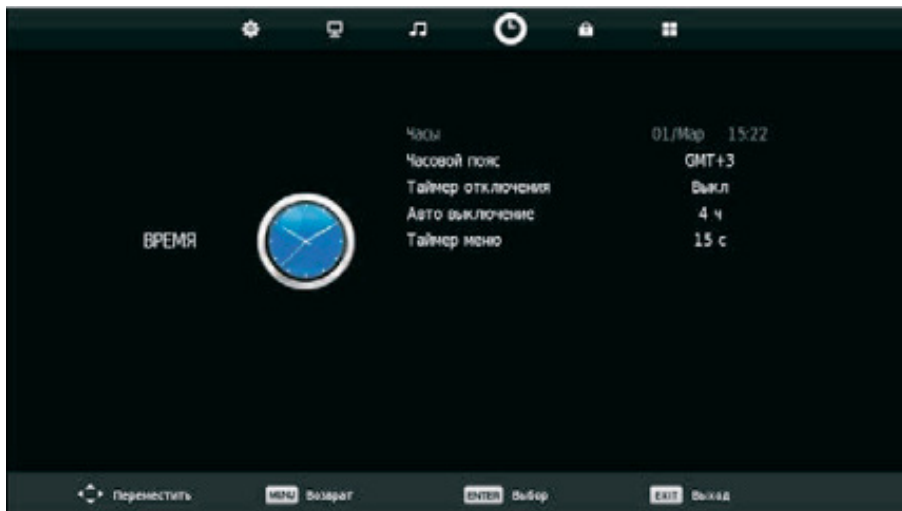 Часы 01/Мар 15:22
Часовой пояс GMT+3
Таймер отключения Выкл
Авто выключение 4 ч
ВРЕМЯ
Таймер меню 15 с
Переместить MENU Возврат ENTER Выбор EXIT Выход